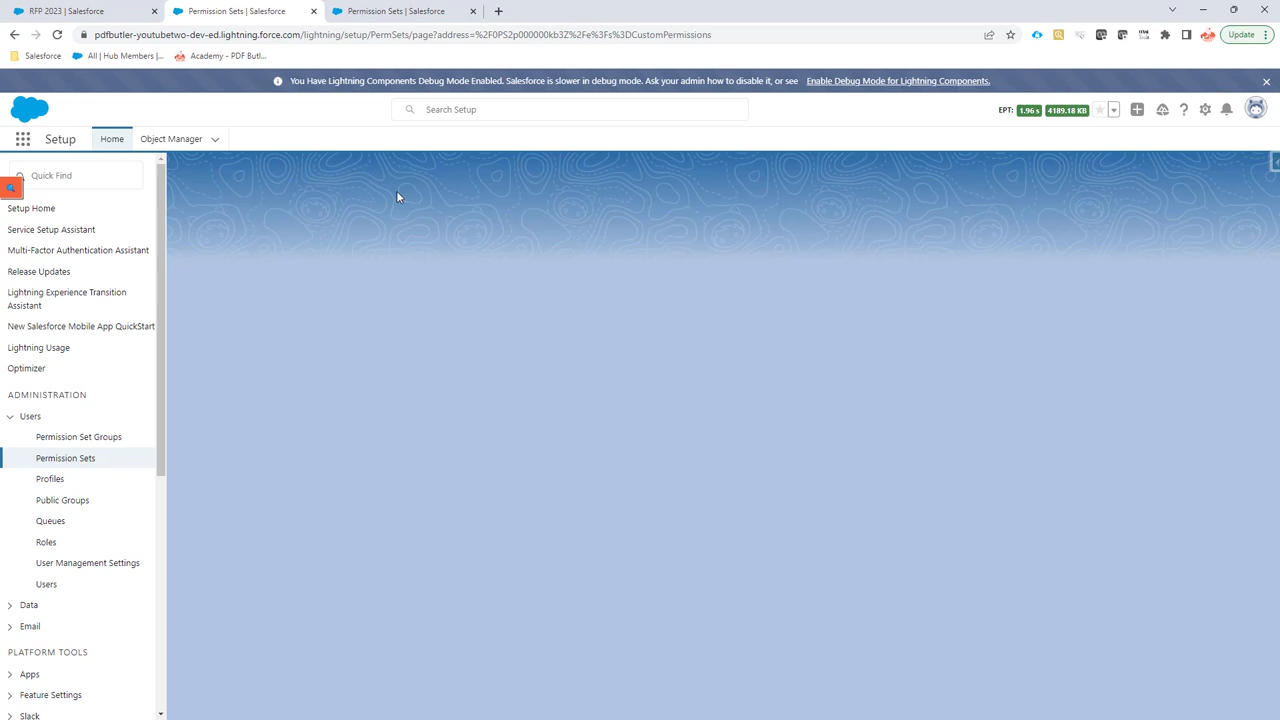 RFP 2023 | Salesforce
Permission Sets | Salesforce
Permission Sets | Salesforce
pdfbutler-youtubetwo-dev-ed.lightning.force.com/lightning/setup/PermSets/page?address=%2F0PS2p000000kb3Z%2Fe%3Fs%3DCustomPermissions
Update
Salesforce
All | Hub Members |...
Academy - PDF Butl...
You Have Lightning Components Debug Mode Enabled. Salesforce is slower in debug mode. Ask your admin how to disable it, or see Enable Debug Mode for Lightning Components.
Search Setup
EPT: 1.96 s 4189.18 KB
Setup
Home
Object Manager
Quick Find
Setup Home
Service Setup Assistant
Multi-Factor Authentication Assistant
Release Updates
Lightning Experience Transition
Assistant
New Salesforce Mobile App QuickStart
Lightning Usage
Optimizer
ADMINISTRATION
Users
Permission Set Groups
Permission Sets
Profiles
Public Groups
Queues
Roles
User Management Settings
Users
Data
Email
PLATFORM TOOLS
Apps
Feature Settings
Slack